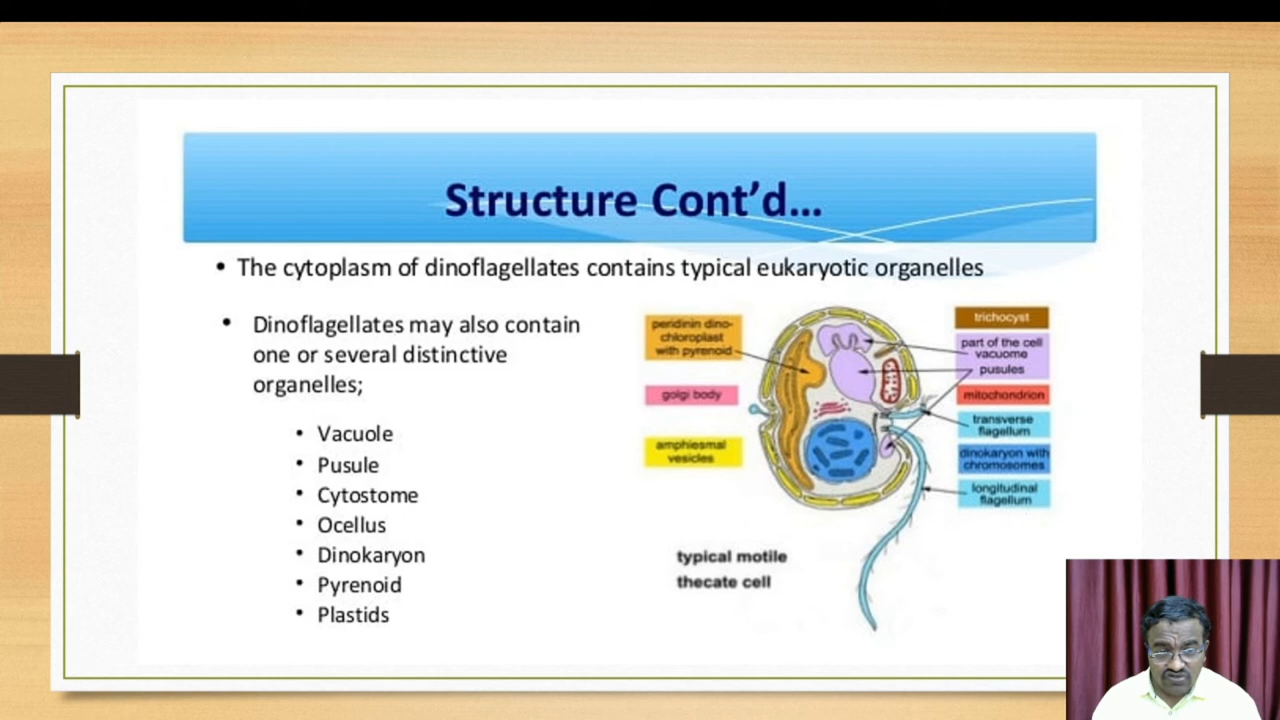 Structure Cont'd...
• The cytoplasm of dinoflagellates contains typical eukaryotic organelles
• Dinoflagellates may also contain
one or several distinctive
organelles;
• Vacuole
• Pusule
• Cytostome
• Ocellus
• Dinokaryon
• Pyrenoid
• Plastids
peridinin dino-
chloroplast
with pyrenoid
golgi body
amphiesmal
vesicles
trichocyst
part of the cell
vacuome
pusules
mitochondrion
transverse
flagellum
dinokaryon with
chromosomes
longitudinal
flagellum
typical motile
thecate cell